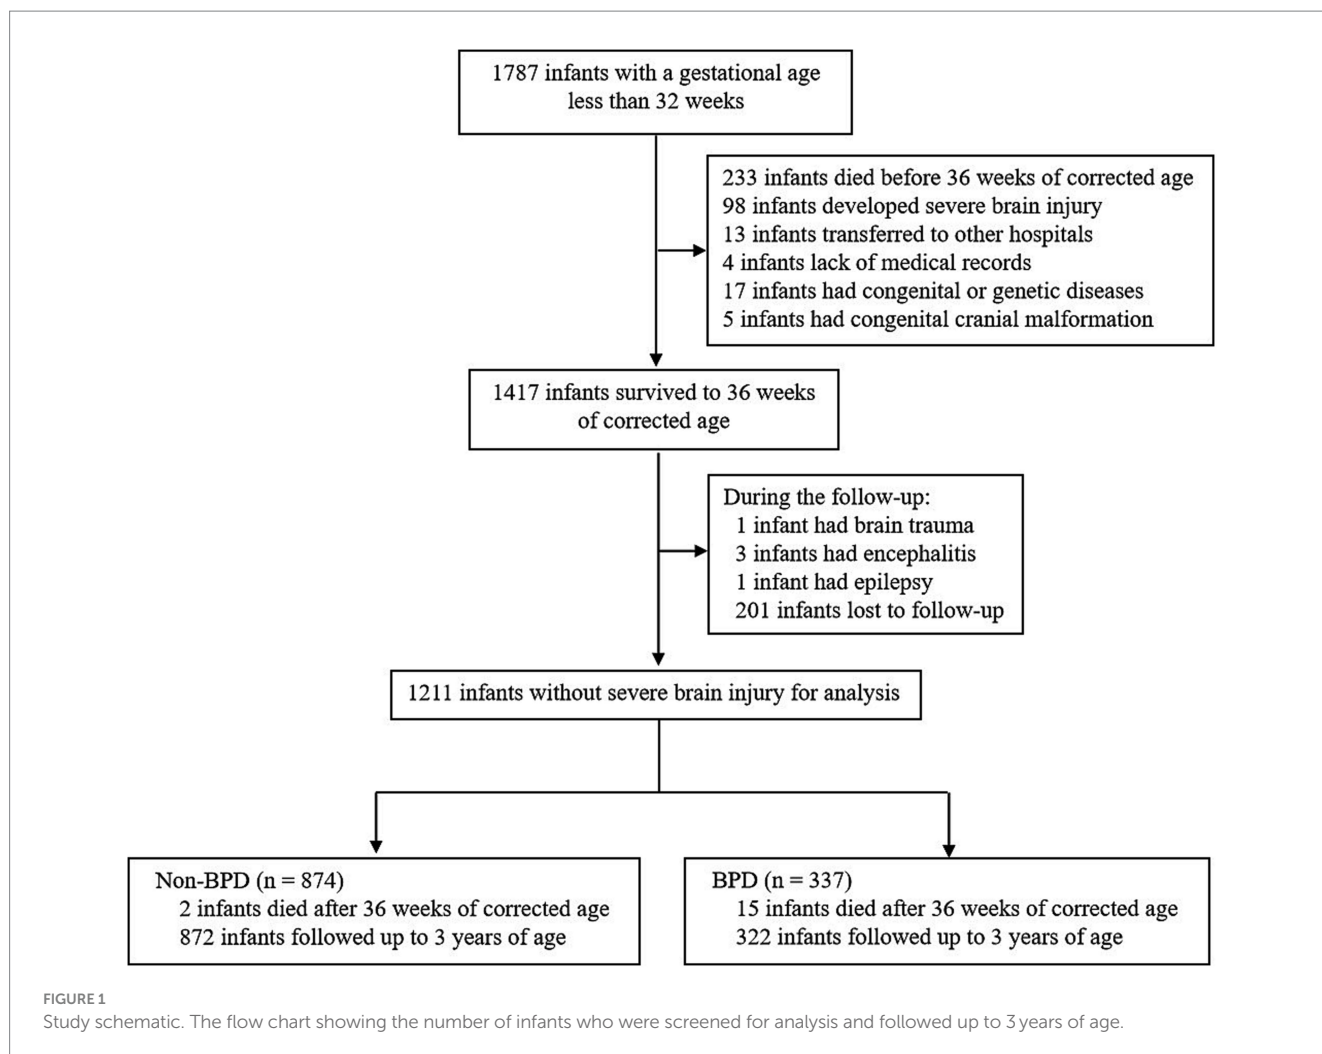 1787 infants with a gestational age
less than 32 weeks
233 infants died before 36 weeks of corrected age
98 infants developed severe brain injury
13 infants transferred to other hospitals
4 infants lack of medical records
17 infants had congenital or genetic diseases
5 infants had congenital cranial malformation
1417 infants survived to 36 weeks
of corrected age
During the follow-up:
1 infant had brain trauma
3 infants had encephalitis
1 infant had epilepsy
201 infants lost to follow-up
1211 infants without severe brain injury for analysis
Non-BPD (n = 874)
2 infants died after 36 weeks of corrected age
872 infants followed up to 3 years of age
BPD (n = 337)
15 infants died after 36 weeks of corrected age
322 infants followed up to 3 years of age
FIGURE 1
Study schematic. The flow chart showing the number of infants who were screened for analysis and followed up to 3 years of age.